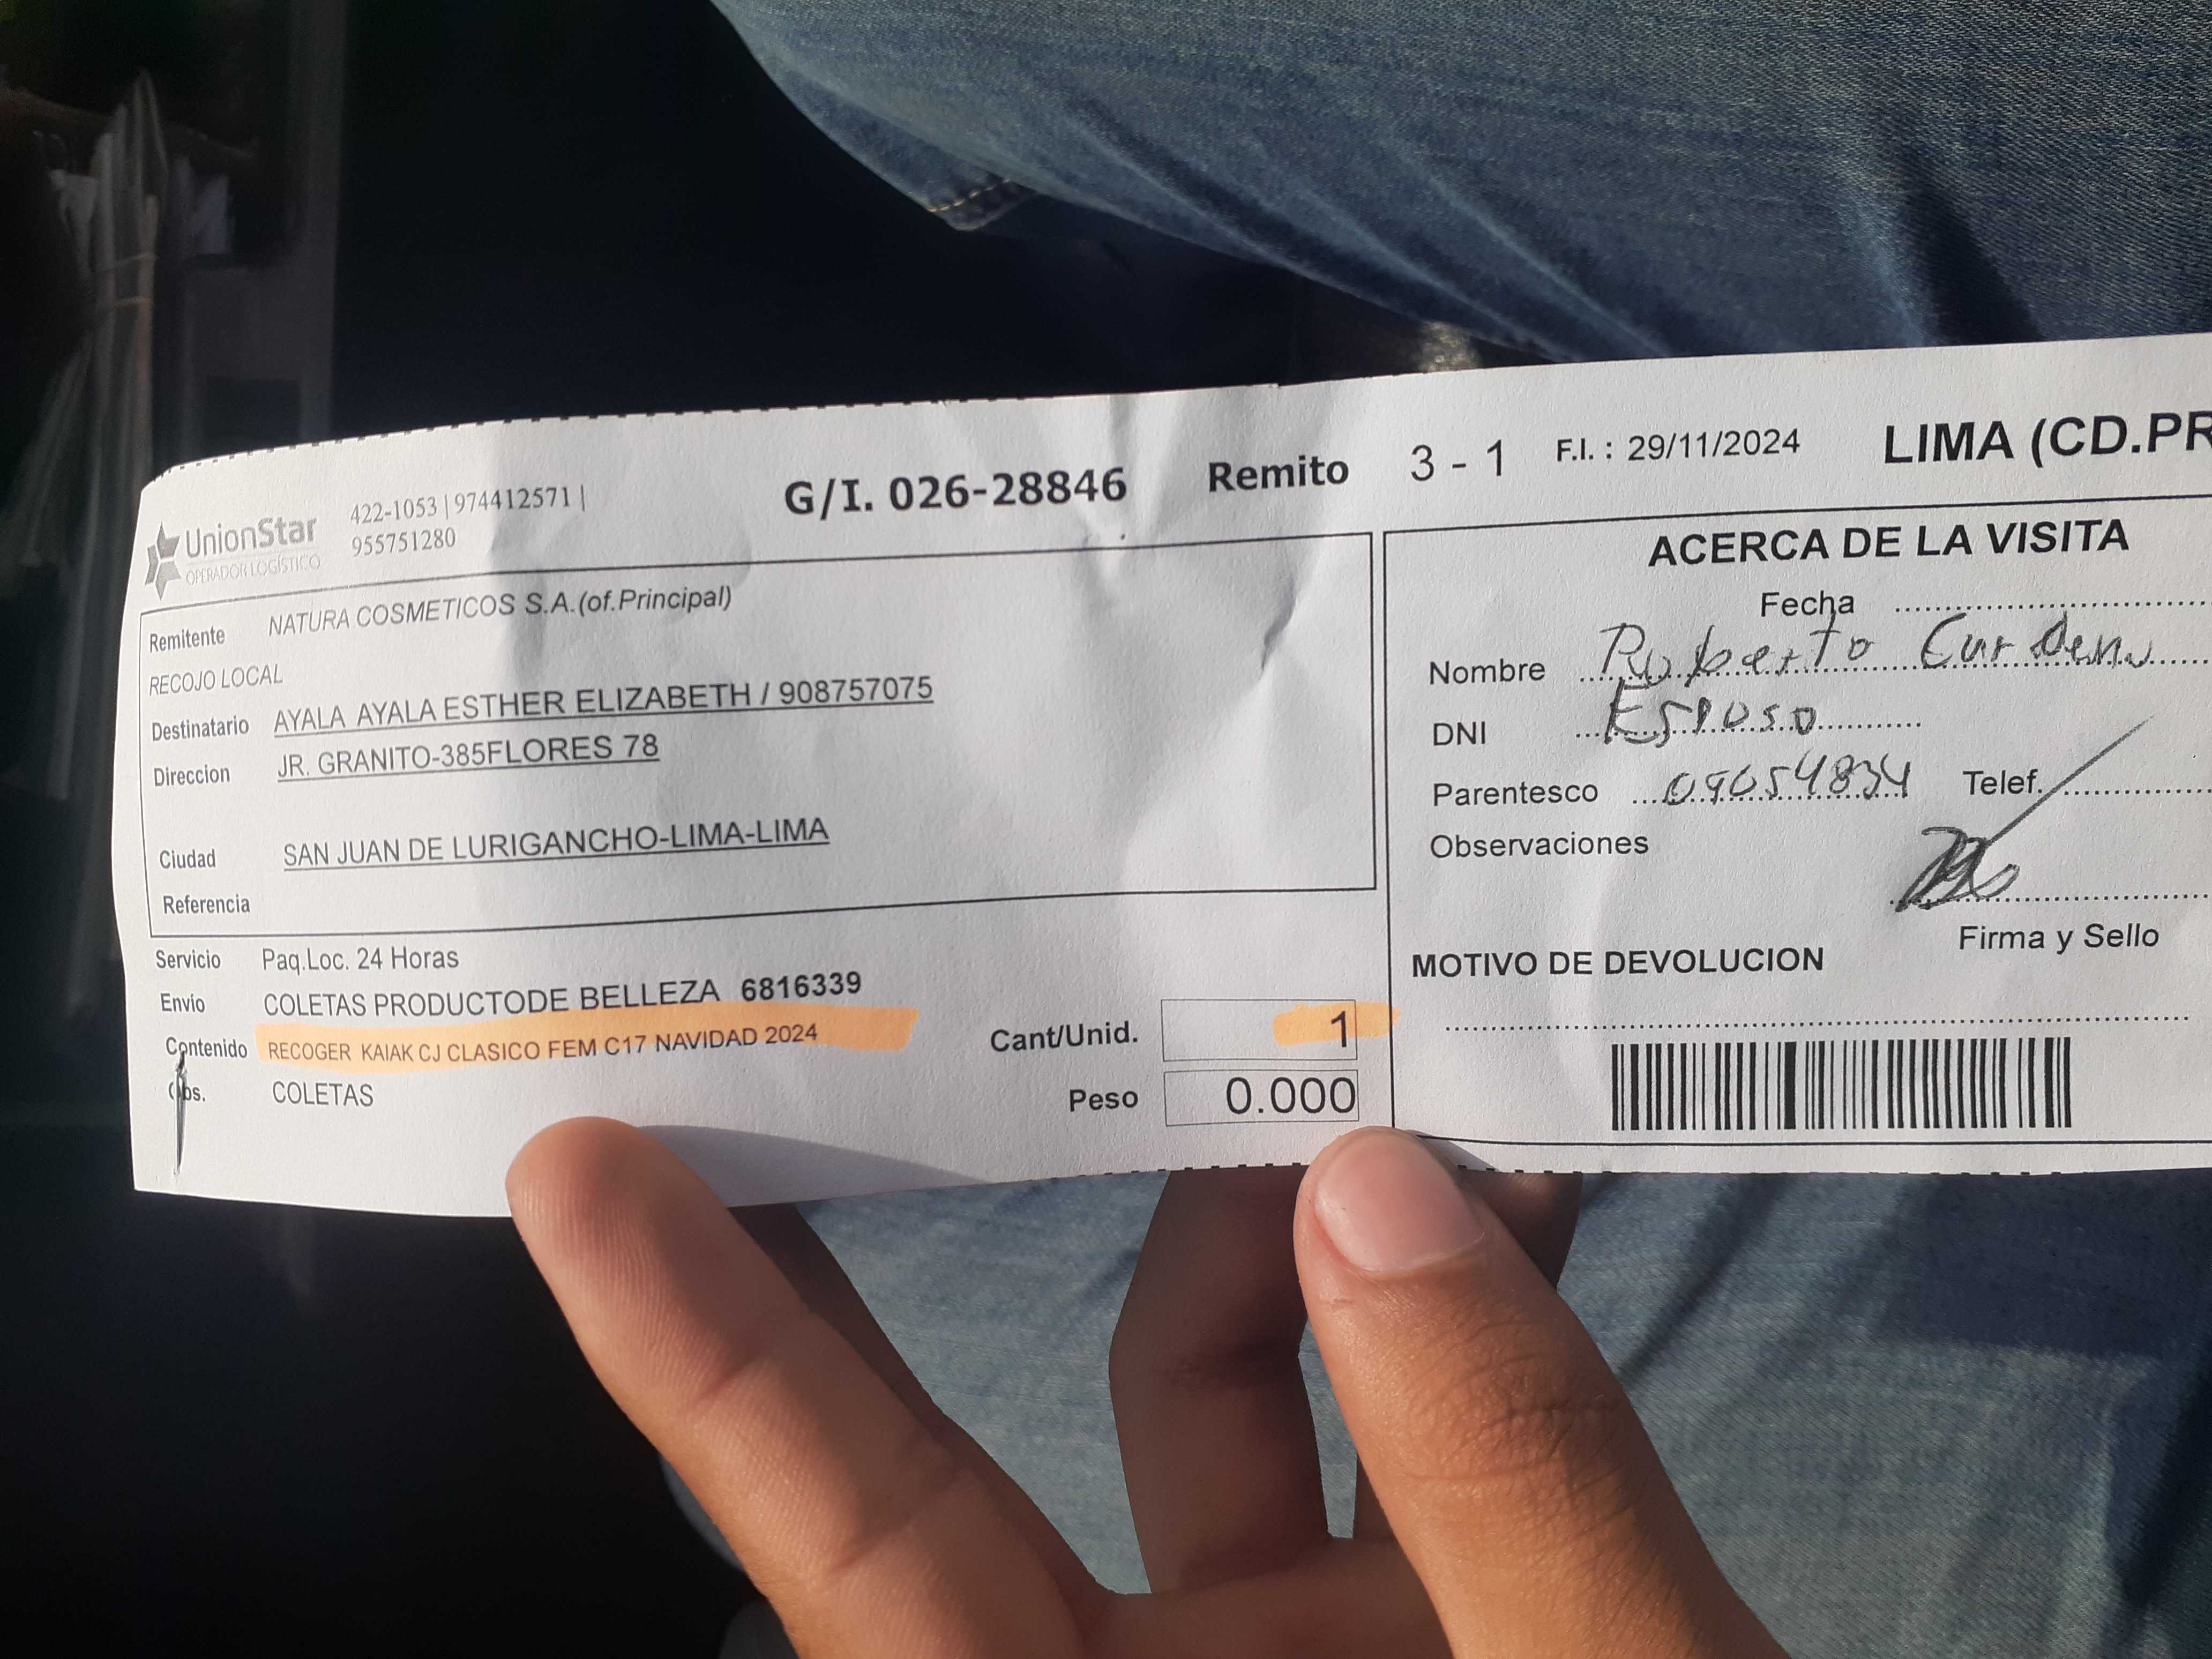 UnionStar
OPERADOR LOGÍSTICO
422-1053 | 974412571 |
955751280
G/I. 026-28846 Remito 3 - 1 F.I. : 29/11/2024 LIMA (CD.PR
Remitente NATURA COSMETICOS S.A.(of.Principal)
RECOJO LOCAL
Destinatario AYALA AYALA ESTHER ELIZABETH / 908757075
Direccion JR. GRANITO-385FLORES 78
Ciudad SAN JUAN DE LURIGANCHO-LIMA-LIMA
Referencia
Servicio Paq.Loc. 24 Horas
Envio COLETAS PRODUCTODE BELLEZA 6816339
Contenido RECOGER KAIAK CJ CLASICO FEM C17 NAVIDAD 2024
Cant/Unid. 1
Obs. COLETAS
Peso 0.000
ACERCA DE LA VISITA
Fecha
Nombre Roberto
DNI Esposo
Parentesco 09054834 Telef.
Observaciones
Firma y Sello
MOTIVO DE DEVOLUCION